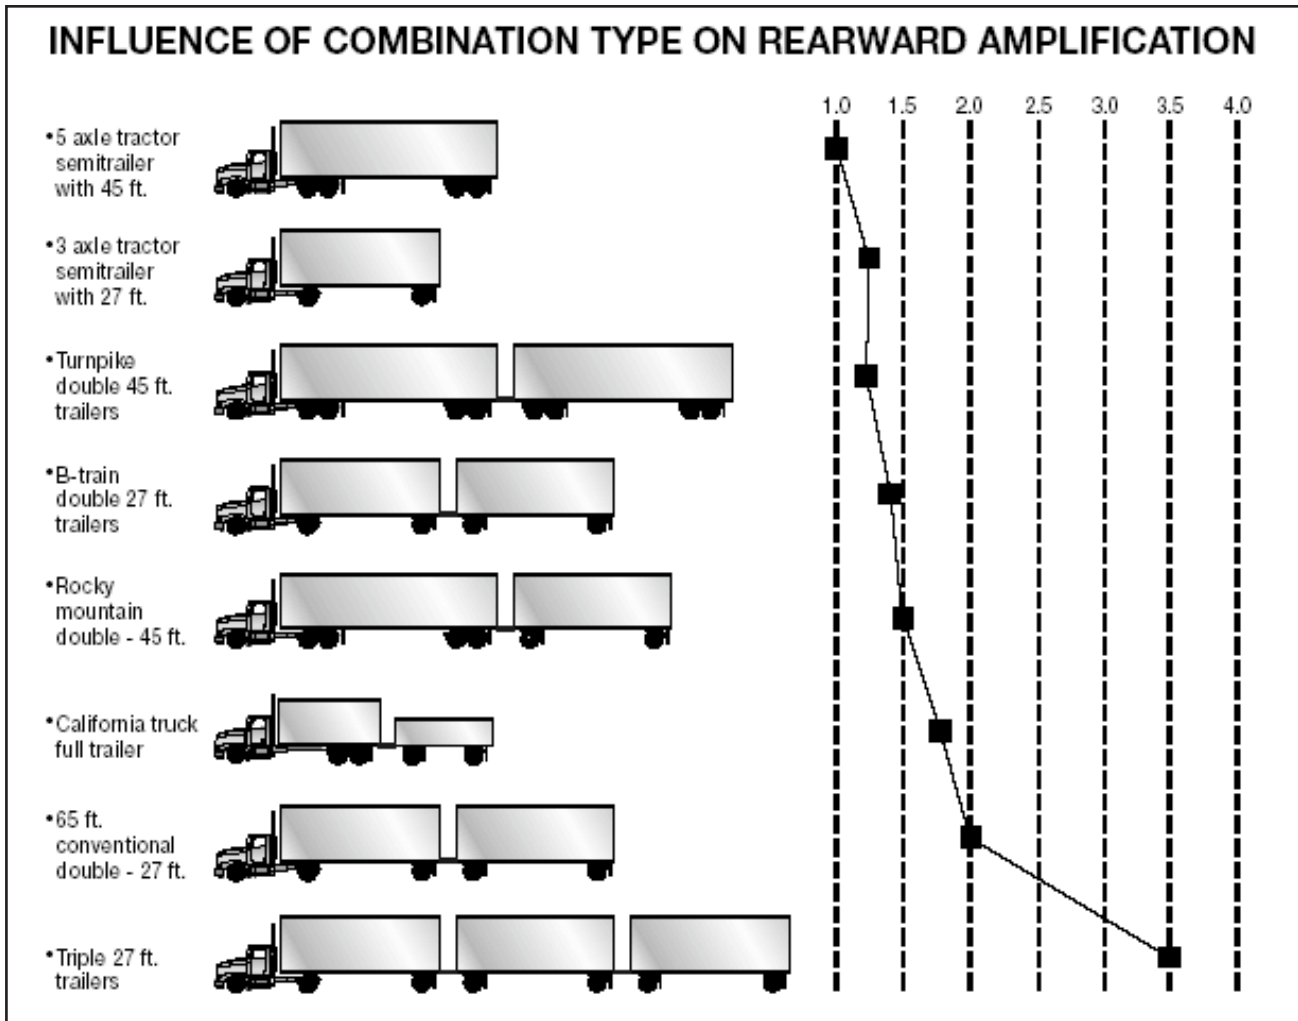 INFLUENCE OF COMBINATION TYPE ON REARWARD AMPLIFICATION
1.0 1.5 2.0 2.5 3.0 3.5 4.0
•5 axle tractor
semitrailer
with 45 ft.
•3 axle tractor
semitrailer
with 27 ft.
•Turnpike
double 45 ft.
trailers
•B-train
double 27 ft.
trailers
•Rocky
mountain
double - 45 ft.
•California truck
full trailer
•65 ft.
conventional
double - 27 ft.
•Triple 27 ft.
trailers